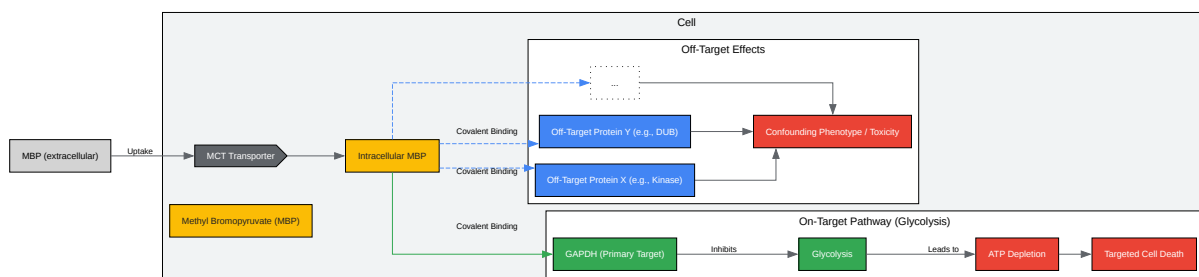 Cell
Off-Target Effects
...
Covalent Binding
Off-Target Protein Y (e.g., DUB)
Confounding Phenotype / Toxicity
MBP (extracellular)
Uptake
MCT Transporter
Intracellular MBP
Covalent Binding
Off-Target Protein X (e.g., Kinase)
Methyl Bromopyruvate (MBP)
On-Target Pathway (Glycolysis)
Covalent Binding
GAPDH (Primary Target)
Inhibits
Glycolysis
Leads to
ATP Depletion
Targeted Cell Death